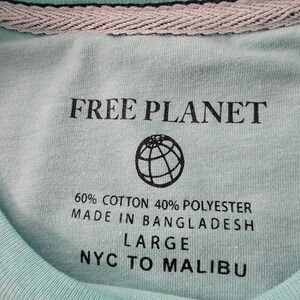 FREE PLANET
60% COTTON 40% POLYESTER
MADE IN BANGLADESH
LARGE
NYC TO MALIBU